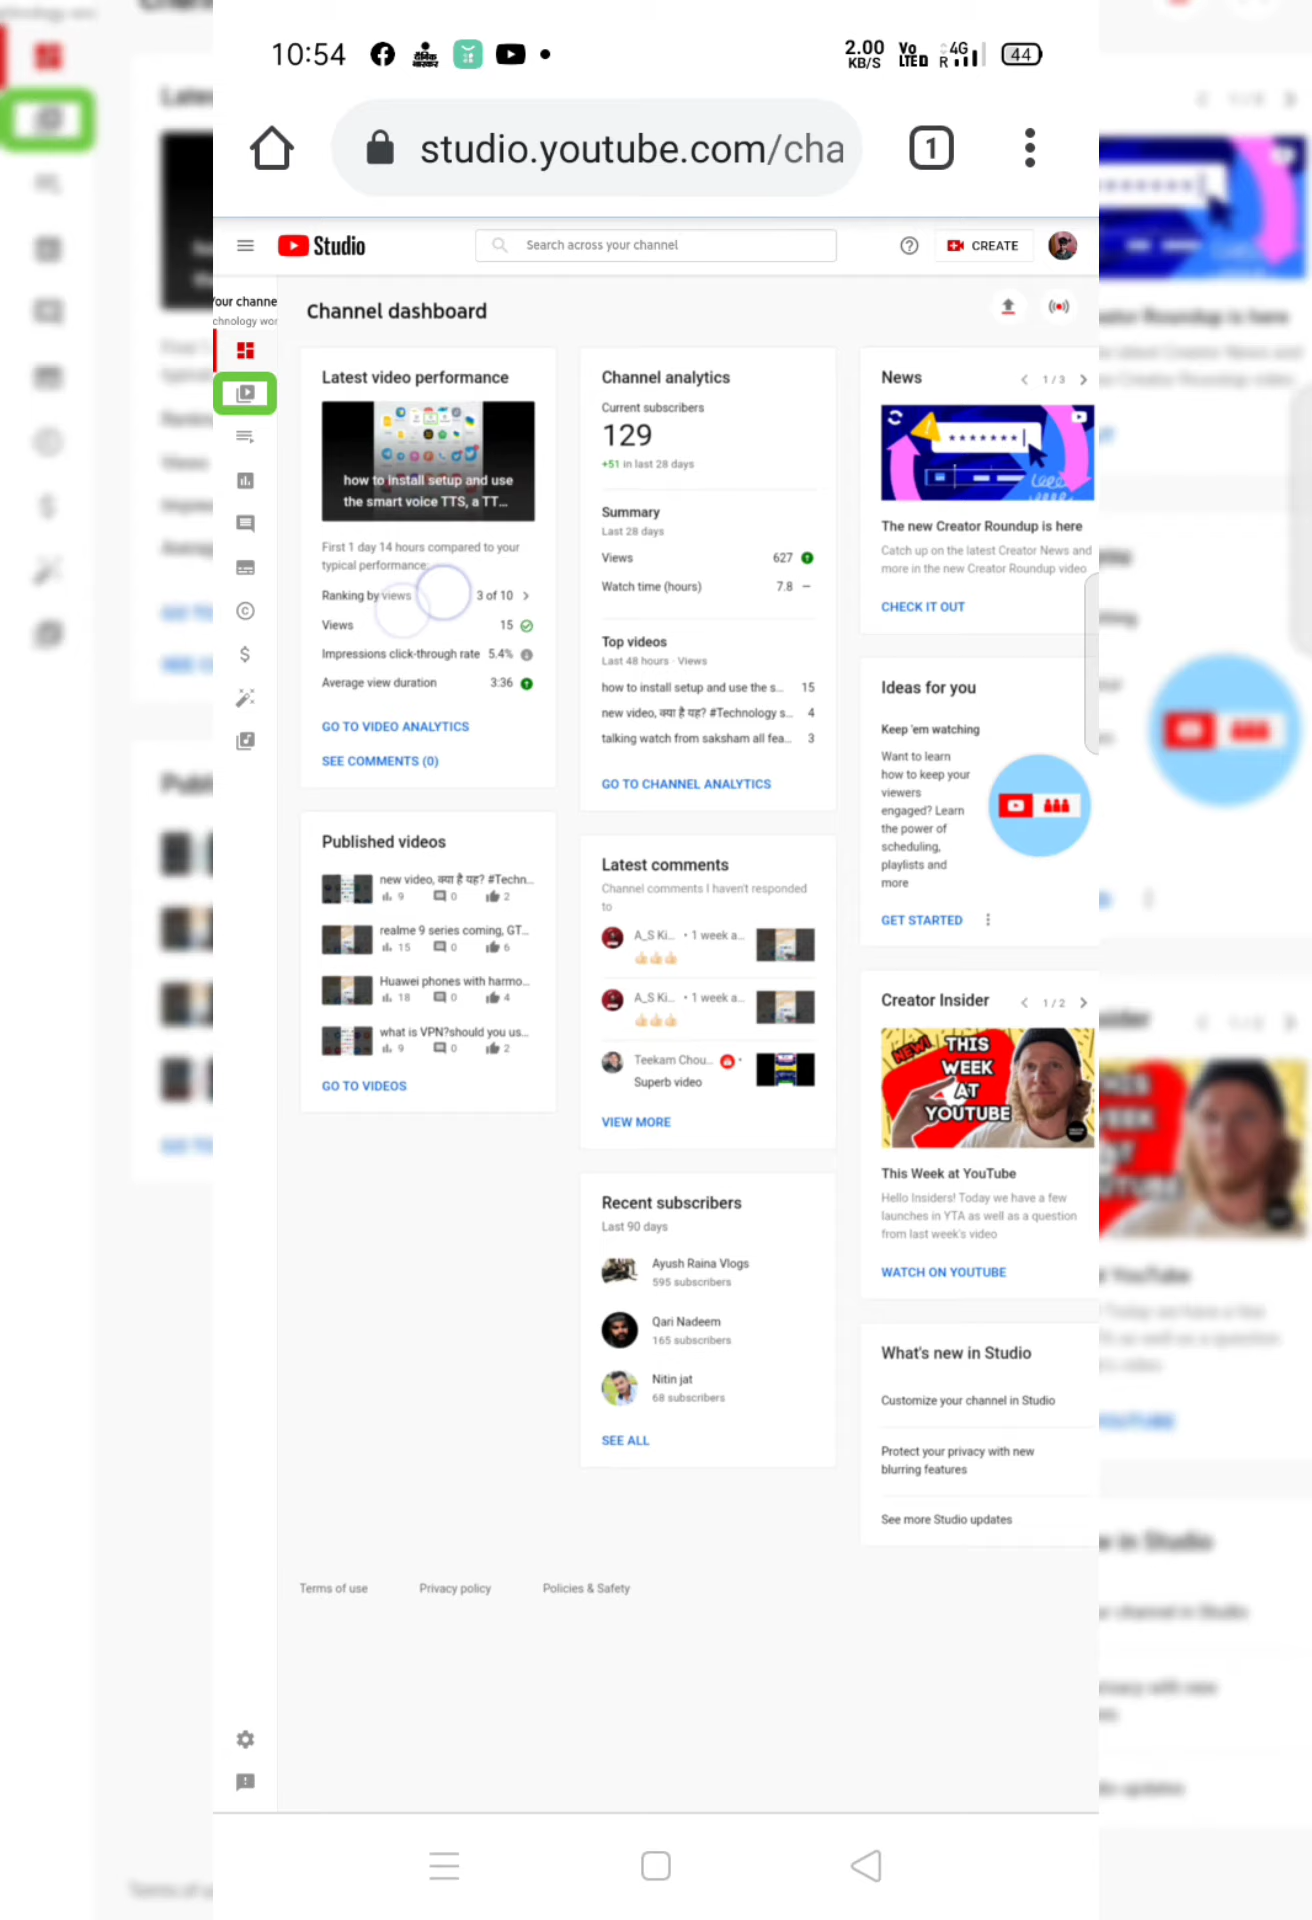 10:54
दैनिक
भास्कर
2.00
KB/S
Vo
LTE
4G
R
44
studio.youtube.com/cha
1
Studio
Search across your channel
CREATE
Your channe
chnology wor
Channel dashboard
Latest video performance
how to install setup and use
the smart voice TTS, a TT...
First 1 day 14 hours compared to your
typical performance:
Ranking by views 3 of 10
Views 15
Impressions click-through rate 5.4%
Average view duration 3:36
GO TO VIDEO ANALYTICS
SEE COMMENTS (0)
Published videos
new video, क्या है यह? #Techn...
9 0 2
realme 9 series coming, GT...
15 0 6
Huawei phones with harmo...
18 0 4
what is VPN?should you us...
9 0 2
GO TO VIDEOS
Channel analytics
Current subscribers
129
+51 in last 28 days
Summary
Last 28 days
Views 627
Watch time (hours) 7.8 –
Top videos
Last 48 hours · Views
how to install setup and use the s... 15
new video, क्या है यह? #Technology s... 4
talking watch from saksham all fea... 3
GO TO CHANNEL ANALYTICS
Latest comments
Channel comments I haven't responded
to
A_S Ki... • 1 week a...
👍🏻👍🏻👍🏻
A_S Ki... • 1 week a...
👍🏻👍🏻👍🏻
Teekam Chou... •
Superb video
VIEW MORE
Recent subscribers
Last 90 days
Ayush Raina Vlogs
595 subscribers
Qari Nadeem
165 subscribers
Nitin jat
68 subscribers
SEE ALL
News
1 / 3
The new Creator Roundup is here
Catch up on the latest Creator News and
more in the new Creator Roundup video
CHECK IT OUT
Ideas for you
Keep 'em watching
Want to learn
how to keep your
viewers
engaged? Learn
the power of
scheduling,
playlists and
more
GET STARTED
Creator Insider
1 / 2
NEW! THIS
WEEK
AT
YOUTUBE
This Week at YouTube
Hello Insiders! Today we have a few
launches in YTA as well as a question
from last week's video
WATCH ON YOUTUBE
What's new in Studio
Customize your channel in Studio
Protect your privacy with new
blurring features
See more Studio updates
Terms of use
Privacy policy
Policies & Safety